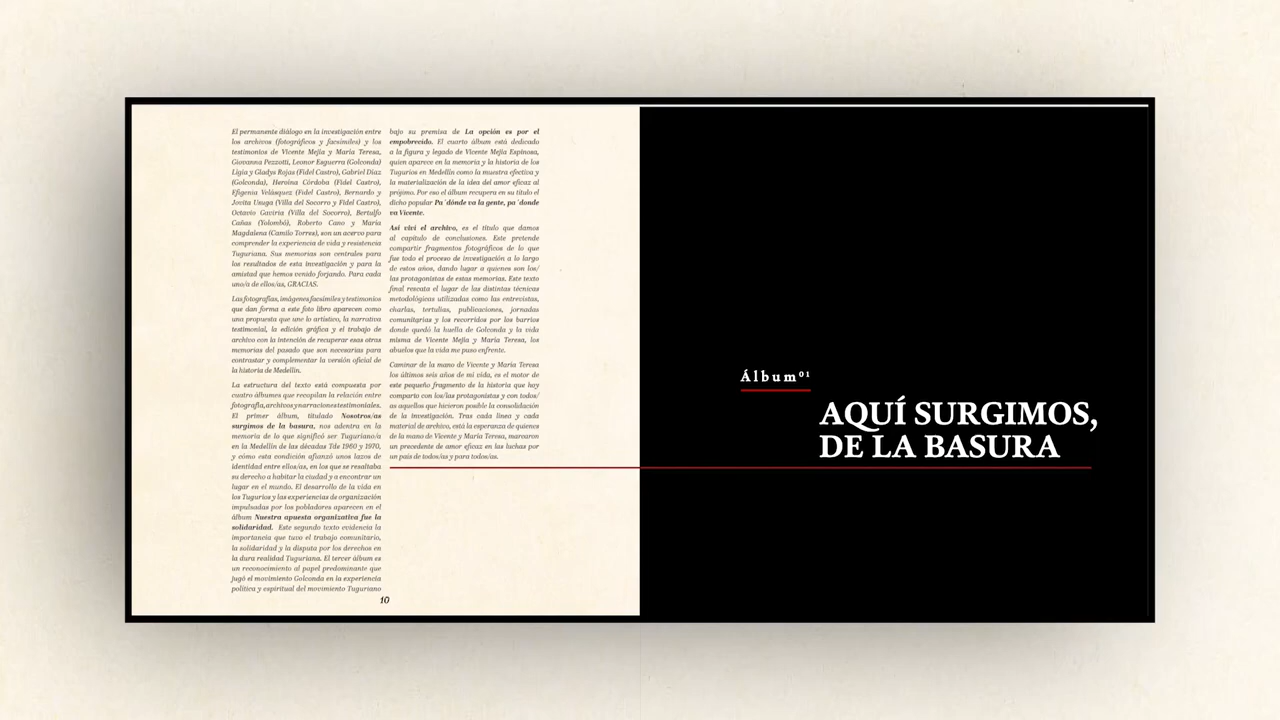 El permanente diálogo en la investigación entre
los archivos (fotográficos y facsímiles) y los
testimonios de Vicente Mejía y María Teresa,
Giovanna Pezzotti, Leonor Esguerra (Golconda)
Ligia y Gladys Rojas (Fidel Castro), Gabriel Díaz
(Golconda), Heroína Córdoba (Fidel Castro),
Efigenia Velásquez (Fidel Castro), Bernardo y
Jovita Usuga (Villa del Socorro y Fidel Castro),
Octavio Gaviria (Villa del Socorro), Bertulfo
Cañas (Yolombó), Roberto Cano y María
Magdalena (Camilo Torres), son un acervo para
comprender la experiencia de vida y resistencia
Tuguriana. Sus memorias son ventrales para
los resultados de esta investigación y para la
amistad que hemos venido forjando. Para cada
uno/a de ellos/as, GRACIAS.
Las fotografías, imágenes facsímiles y testimonios
que dan forma a este foto libro aparecen como
una propuesta que une lo artístico, la narrativa
testimonial, la edición gráfica y el trabajo de
archivo con la intención de recuperar esas otras
memorias del pasado que son necesarias para
contrastar y complementar la versión oficial de
la historia de Medellín.
La estructura del texto está compuesta por
cuatro álbumes que recopilan la relación entre
fotografía, archivos y narraciones testimoniales.
El primer álbum, titulado Nosotros/as
surgimos de la basura, nos adentra en la
memoria de lo que significó ser Tuguriano/a
en la Medellín de las décadas Tde 1960 y 1970,
y cómo esta condición afianzó unos lazos de
identidad entre ellos/as, en los que se resaltaba
su derecho a habitar la ciudad y a encontrar un
lugar en el mundo. El desarrollo de la vida en
los Tugurios y las experiencias de organización
impulsadas por los pobladores aparecen en el
álbum Nuestra apuesta organizativa fue la
solidaridad. Este segundo texto evidencia la
importancia que tuvo el trabajo comunitario,
la solidaridad y la disputa por los derechos en
la dura realidad Tuguriana. El tercer álbum es
un reconocimiento al papel predominante que
jugó el movimiento Golconda en la experiencia
política y espiritual del movimiento Tuguriano
bajo su premisa de La opción es por el
empobrecido. El cuarto álbum está dedicado
a la figura y legado de Vicente Mejía Espinosa,
quien aparece en la memoria y la historia de los
Tugurios en Medellín como la muestra efectiva y
la materialización de la idea del amor eficaz al
prójimo. Por eso el álbum recupera en su título el
dicho popular Pa´dónde va la gente, pa´donde
va Vicente.
Así viví el archivo, es el título que damos
al capítulo de conclusiones. Este pretende
compartir fragmentos fotográficos de lo que
fue todo el proceso de investigación a lo largo
de estos años, dando lugar a quienes son los/
las protagonistas de estas memorias. Este texto
final rescata el lugar de las distintas técnicas
metodológicas utilizadas como las entrevistas,
charlas, tertulias, publicaciones, jornadas
comunitarias y los recorridos por los barrios
donde quedó la huella de Golconda y la vida
misma de Vicente Mejía y María Teresa, los
abuelos que la vida me puso enfrente.
Caminar de la mano de Vicente y María Teresa
los últimos seis años de mi vida, es el motor de
este pequeño fragmento de la historia que hoy
comparto con los/las protagonistas y con todos/
as aquellos que hicieron posible la consolidación
de la investigación. Tras cada línea y cada
material de archivo, está la esperanza de quienes
de la mano de Vicente y María Teresa, marcaron
un precedente de amor eficaz en las luchas por
un país de todos/as y para todos/as.
10
Álbum⁰¹
AQUÍ SURGIMOS,
DE LA BASURA